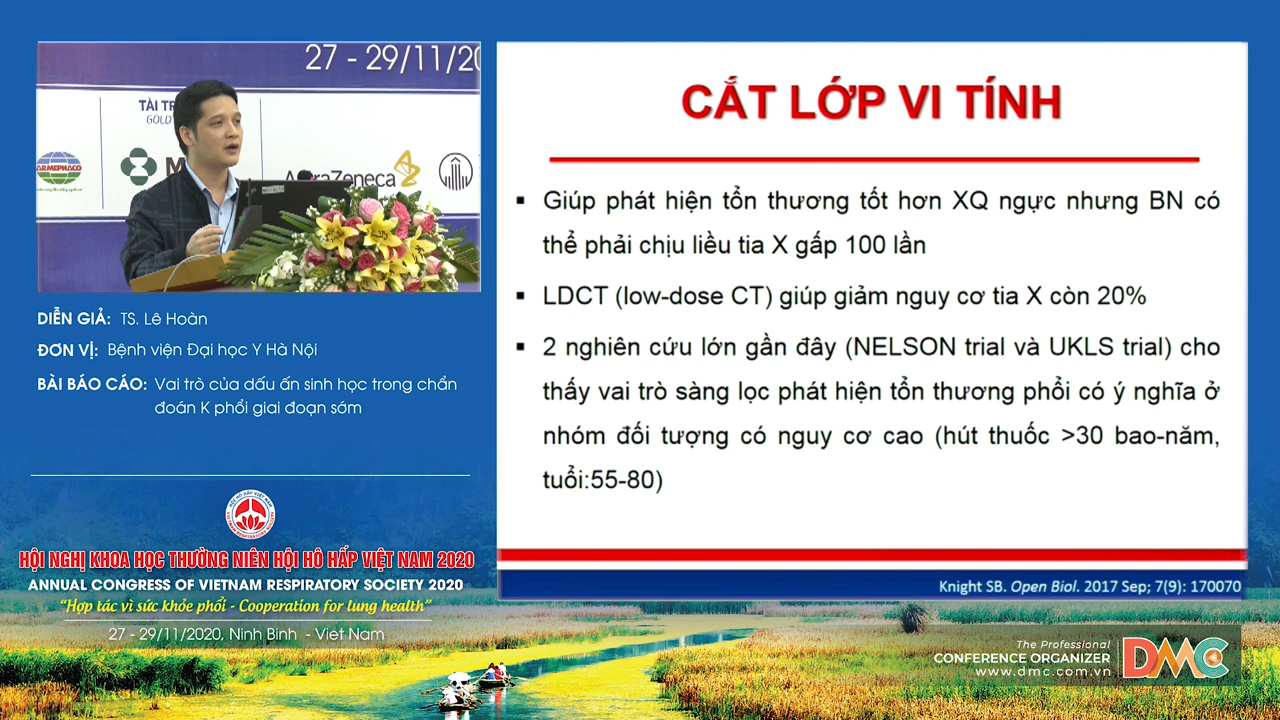 27 - 29/11/20
TÀI TR
GOLD
ARMEPHACO
M
AstraZeneca
DIỄN GIẢ: TS. Lê Hoàn
ĐƠN VỊ: Bệnh viện Đại học Y Hà Nội
BÀI BÁO CÁO: Vai trò của dấu ấn sinh học trong chẩn
đoán K phổi giai đoạn sớm
HỘI HÔ HẤP VIỆT NAM
HỘI NGHỊ KHOA HỌC THƯỜNG NIÊN HỘI HÔ HẤP VIỆT NAM 2020
ANNUAL CONGRESS OF VIETNAM RESPIRATORY SOCIETY 2020
“Hợp tác vì sức khỏe phổi - Cooperation for lung health”
27 - 29/11/2020, Ninh Binh - Viet Nam
CẮT LỚP VI TÍNH
▪ Giúp phát hiện tổn thương tốt hơn XQ ngực nhưng BN có
thể phải chịu liều tia X gấp 100 lần
▪ LDCT (low-dose CT) giúp giảm nguy cơ tia X còn 20%
▪ 2 nghiên cứu lớn gần đây (NELSON trial và UKLS trial) cho
thấy vai trò sàng lọc phát hiện tổn thương phổi có ý nghĩa ở
nhóm đối tượng có nguy cơ cao (hút thuốc >30 bao-năm,
tuổi:55-80)
Knight SB. Open Biol. 2017 Sep; 7(9): 170070
The Professional
CONFERENCE ORGANIZER
www.dmc.com.vn
DMC